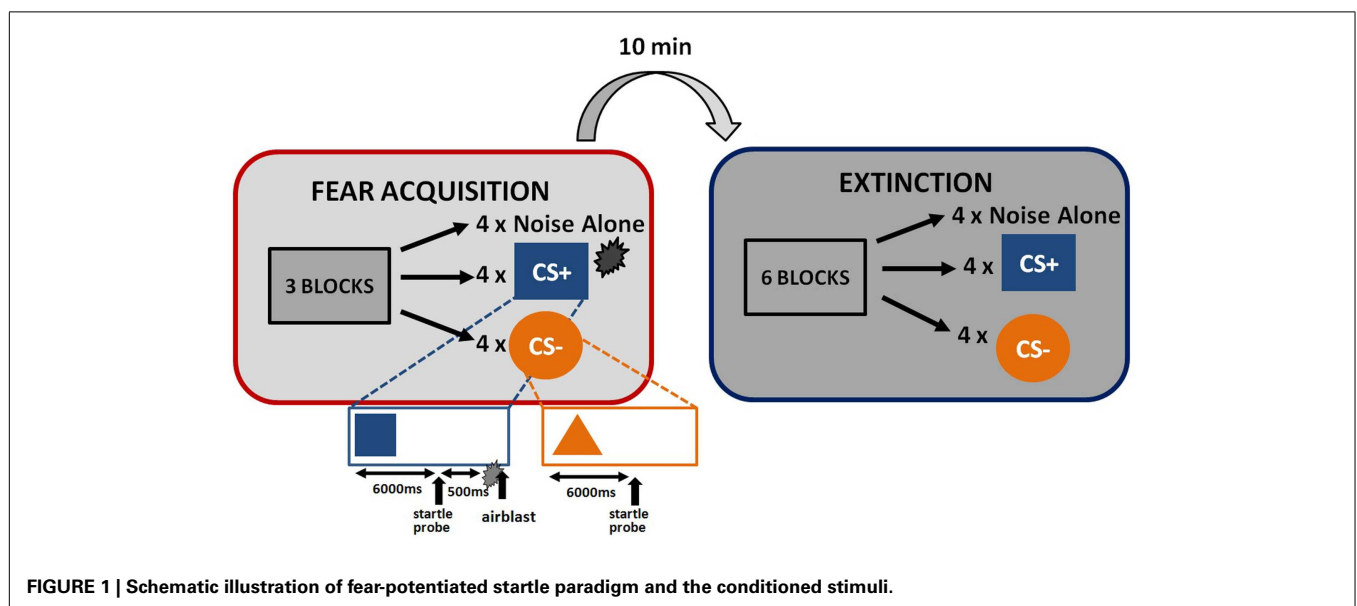 10 min
FEAR ACQUISITION
3 BLOCKS
4 x Noise Alone
4 x CS+
4 x CS-
6000ms
500ms
startle
probe
airblast
6000ms
startle
probe
EXTINCTION
6 BLOCKS
4 x Noise Alone
4 x CS+
4 x CS-
FIGURE 1 | Schematic illustration of fear-potentiated startle paradigm and the conditioned stimuli.